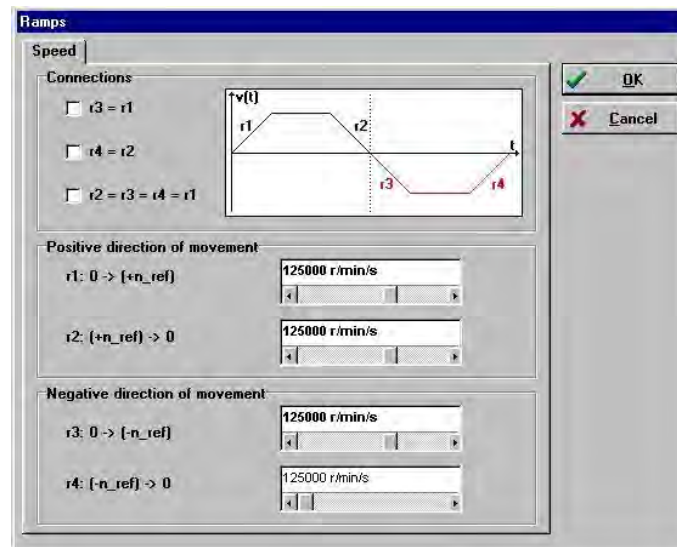 Ramps
Speed
Connections
r3 = r1
r4 = r2
r2 = r3 = r4 = r1
v(t)
r1
r2
t
r3
r4
OK
Cancel
Positive direction of movement
r1: 0 -> (+n_ref)
125000 r/min/s
r2: (+n_ref) -> 0
125000 r/min/s
Negative direction of movement
r3: 0 -> (-n_ref)
125000 r/min/s
r4: (-n_ref) -> 0
125000 r/min/s